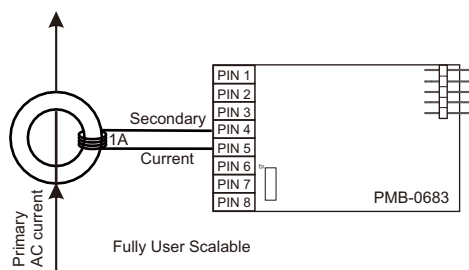 PIN 1
PIN 2
PIN 3
Secondary
PIN 4
1A
PIN 5
Current
PIN 6
PIN 7
PIN 8
PMB-0683
Primary
AC current
Fully User Scalable